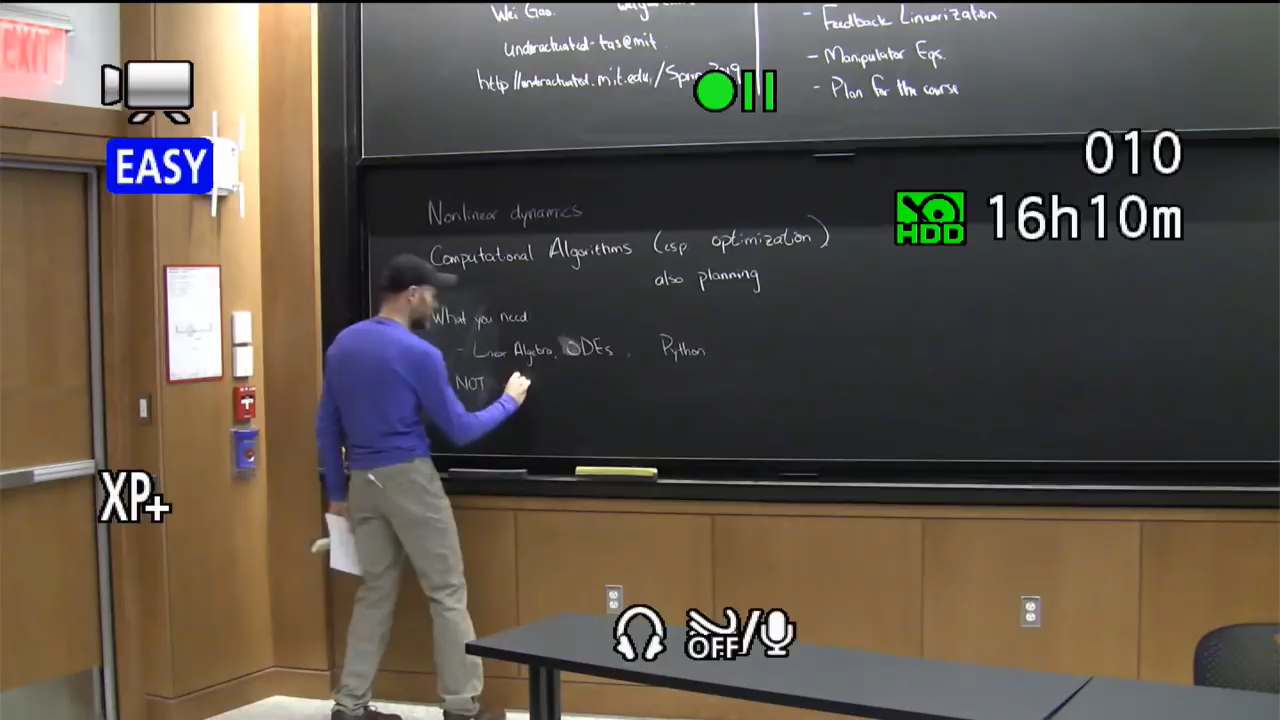 EXIT
EASY
010
HDD 16h10m
XP+
OFF
Wei Gao
underactuated-tas@mit
http://underactuated.mit.edu/Spring2019
- Feedback Linearization
- Manipulator Eqs.
- Plan for the course
Nonlinear dynamics
Computational Algorithms (esp. optimization)
also planning
What you need
- Linear Algebra, ODEs, Python
NOT